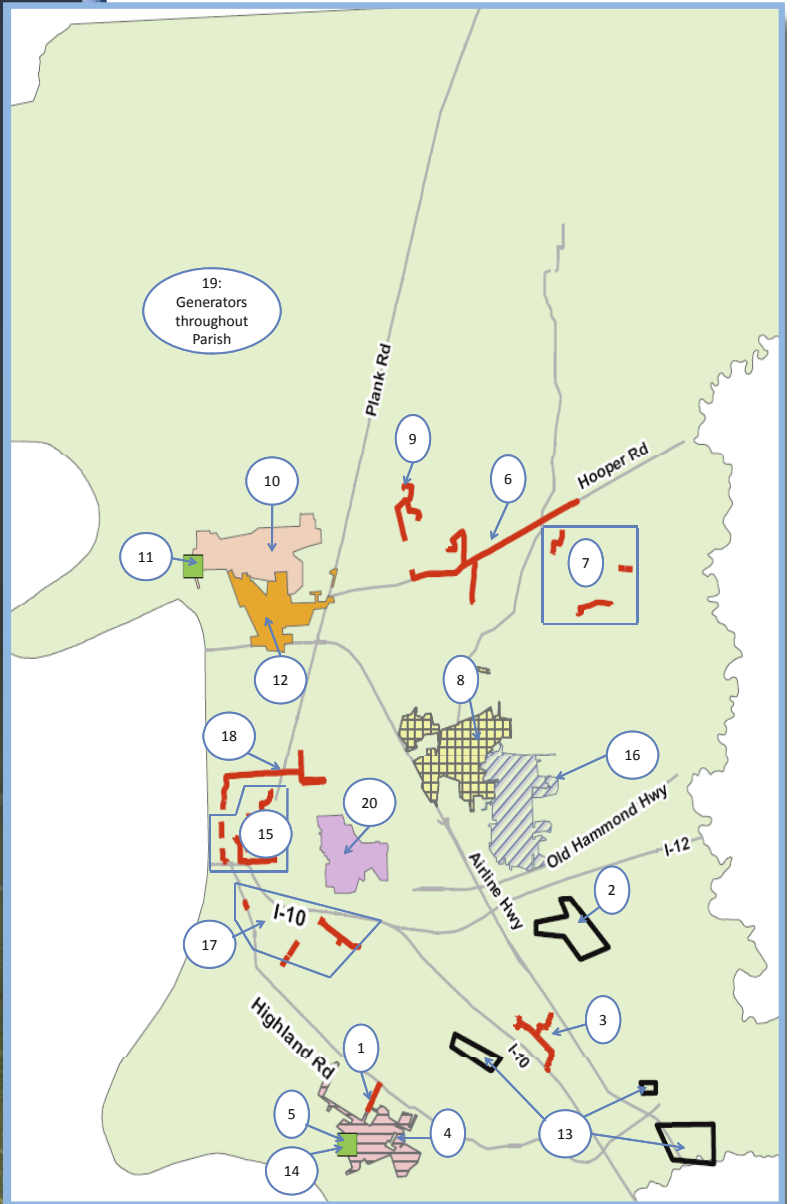 19:
Generators
throughout
Parish
Plank Rd
9
10
6
Hooper Rd
11
7
12
8
18
16
20
15
Old Hammond Hwy
I-12
Airline Hwy
2
I-10
17
Highland Rd
3
1
I-10
5
4
13
14